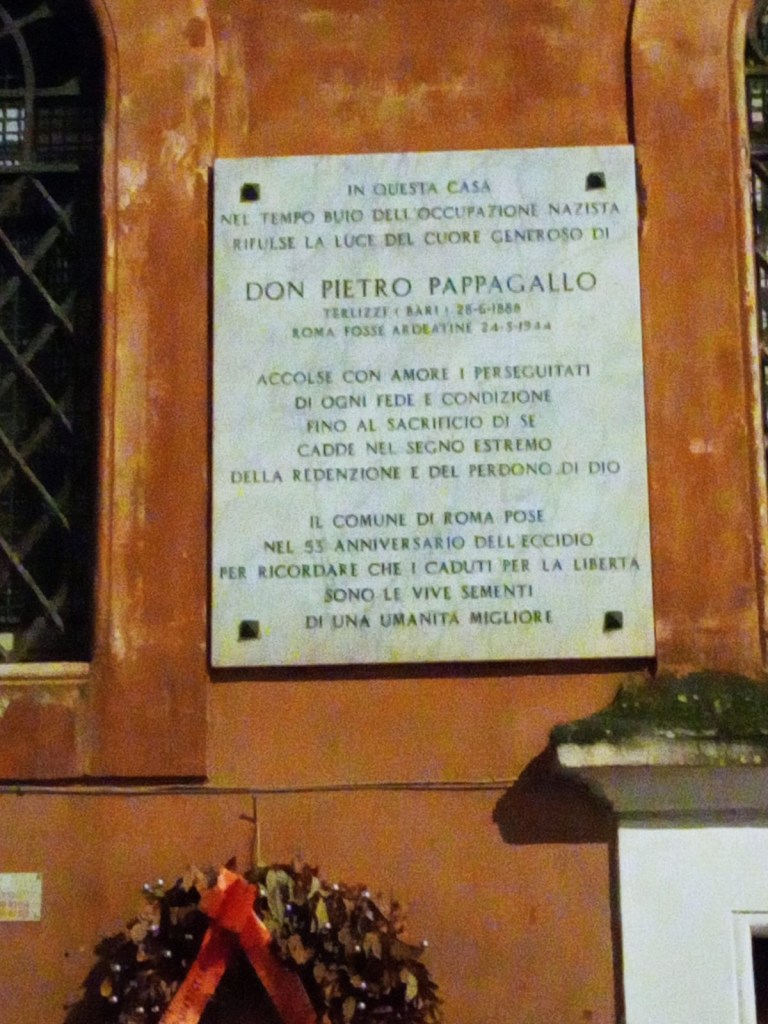 IN QUESTA CASA
NEL TEMPO BUIO DELL'OCCUPAZIONE NAZISTA
RIFULSE LA LUCE DEL CUORE GENEROSO DI
DON PIETRO PAPPAGALLO
TERLIZZI (BARI) 28-6-1888
ROMA FOSSE ARDEATINE 24-3-1944
ACCOLSE CON AMORE I PERSEGUITATI
DI OGNI FEDE E CONDIZIONE
FINO AL SACRIFICIO DI SE
CADDE NEL SEGNO ESTREMO
DELLA REDENZIONE E DEL PERDONO DI DIO
IL COMUNE DI ROMA POSE
NEL 53 ANNIVERSARIO DELL'ECCIDIO
PER RICORDARE CHE I CADUTI PER LA LIBERTA
SONO LE VIVE SEMENTI
DI UNA UMANITA MIGLIORE